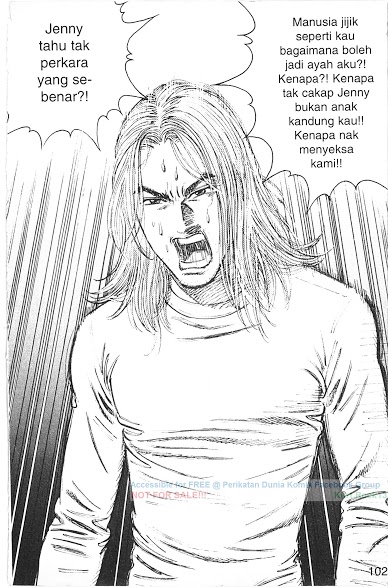 Jenny
tahu tak
perkara
yang se-
benar?!
Manusia jijik
seperti kau
bagaimana boleh
jadi ayah aku?!
Kenapa?! Kenapa
tak cakap Jenny
bukan anak
kandung kau!!
Kenapa nak
menyeksa
kami!!
Accessible for FREE @ Perikatan Dunia Komik Facebook Group
NOT FOR SALE!!!
102